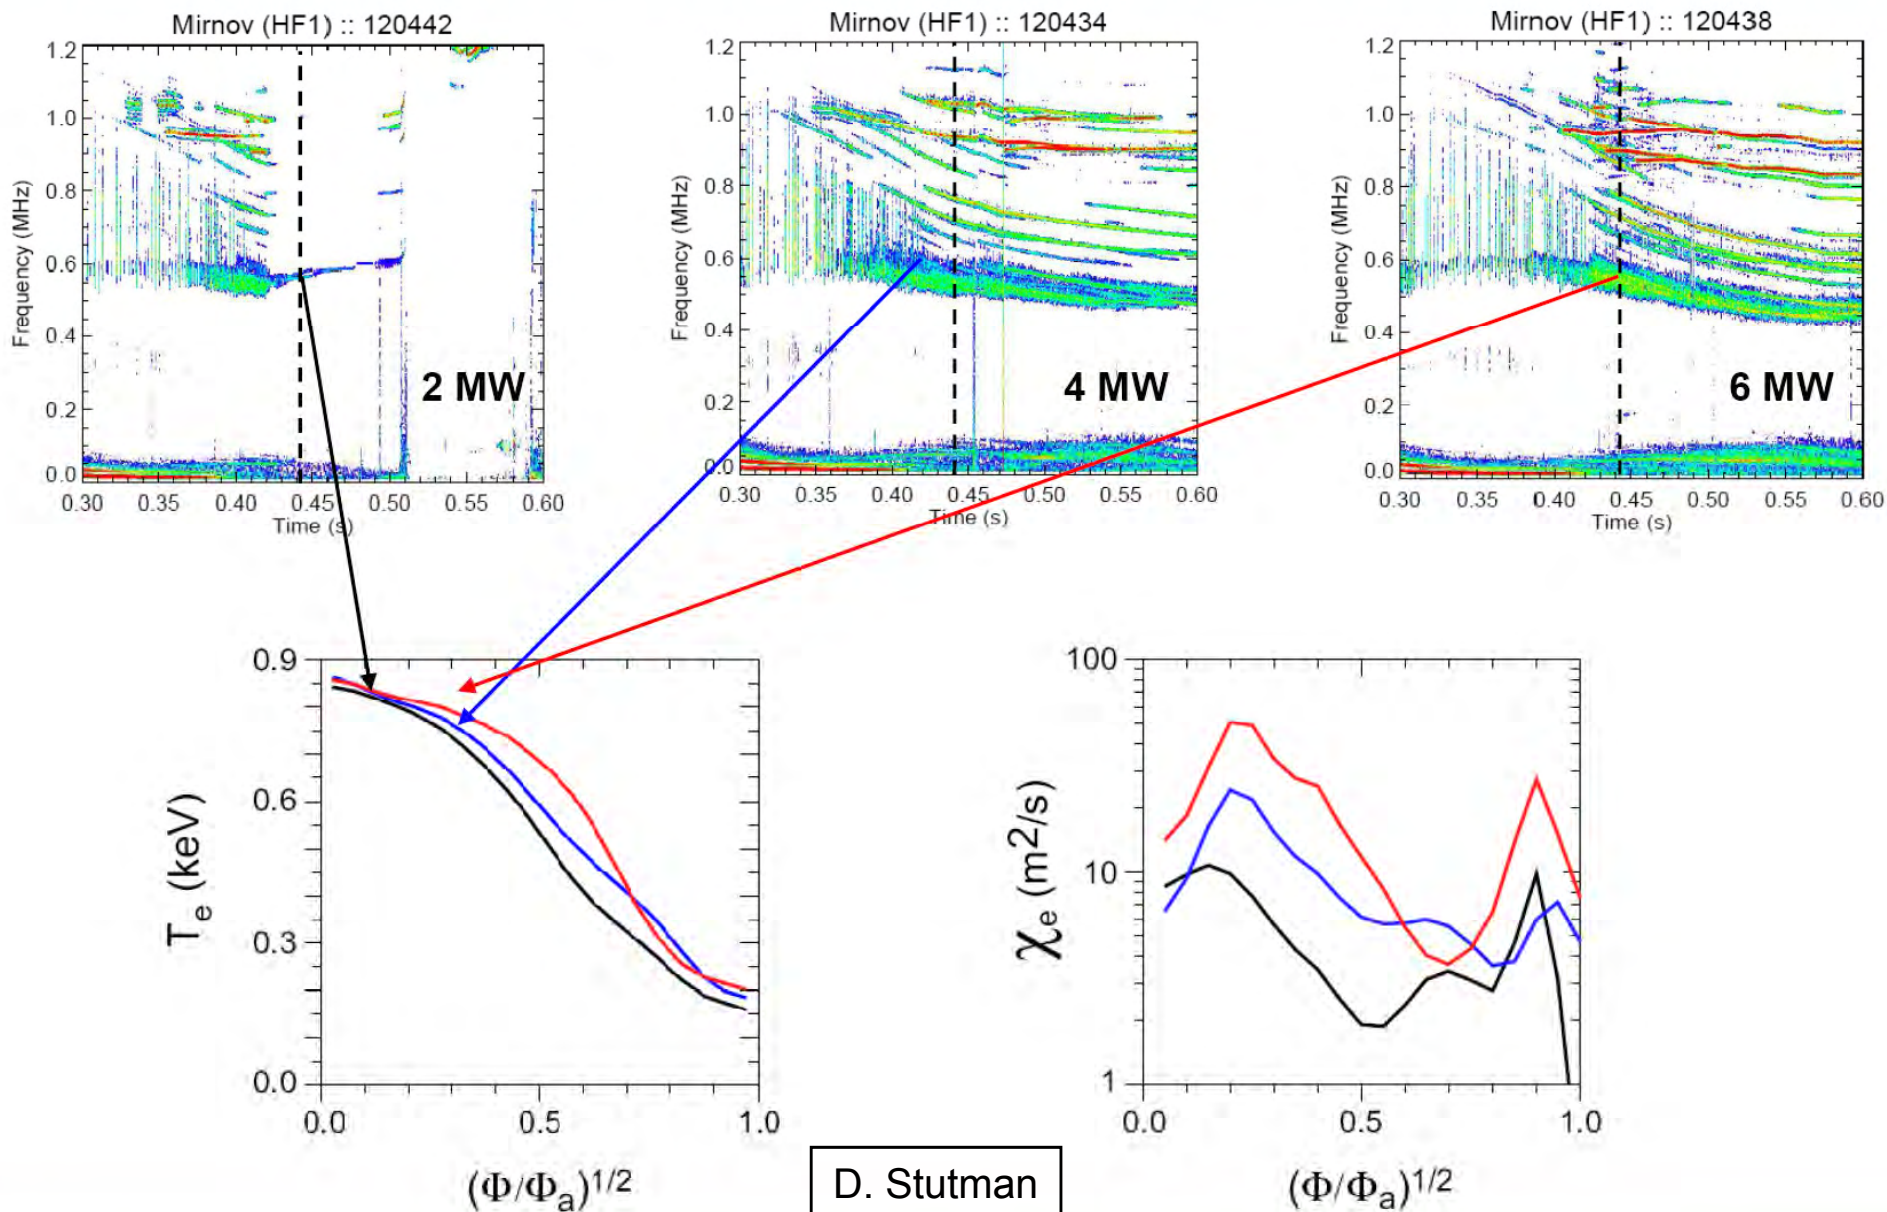 Mirnov (HF1) :: 120442
1.2
1.0
0.8
0.6
0.4
0.2
0.0
Frequency (MHz)
2 MW
0.30 0.35 0.40 0.45 0.50 0.55 0.60
Time (s)
Mirnov (HF1) :: 120434
1.2
1.0
0.8
0.6
0.4
0.2
0.0
Frequency (MHz)
4 MW
0.30 0.35 0.40 0.45 0.50 0.55 0.60
Time (s)
Mirnov (HF1) :: 120438
1.2
1.0
0.8
0.6
0.4
0.2
0.0
Frequency (MHz)
6 MW
0.30 0.35 0.40 0.45 0.50 0.55 0.60
Time (s)
0.9
0.6
0.3
0.0
Te (keV)
0.0 0.5 1.0
(Φ/Φa)1/2
100
10
1
χe (m2/s)
0.0 0.5 1.0
(Φ/Φa)1/2
D. Stutman